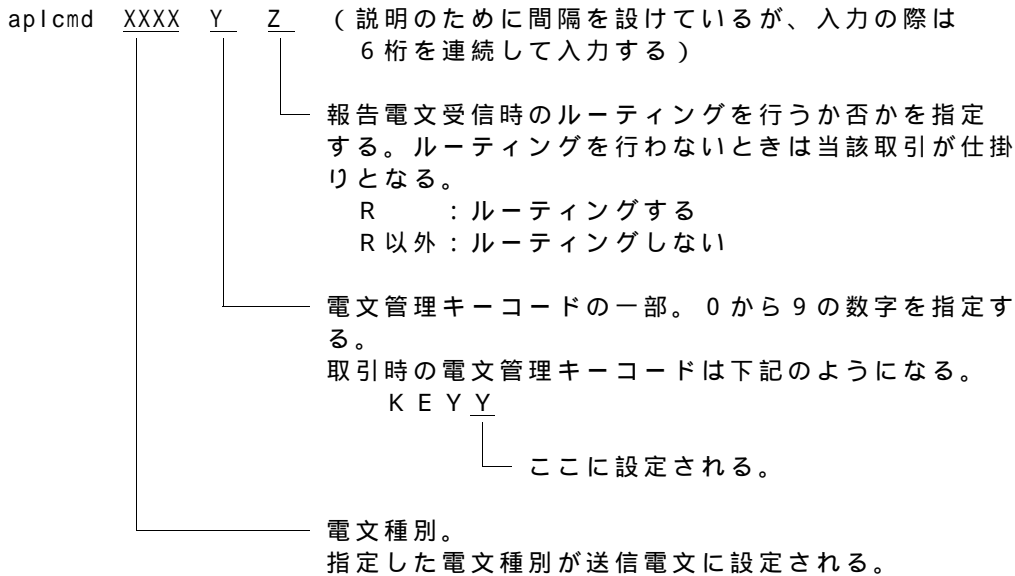 aplcmd XXXX Y Z (説明のために間隔を設けているが、入力の際は
6桁を連続して入力する)
報告電文受信時のルーティングを行うか否かを指定
する。ルーティングを行わないときは当該取引が仕掛
りとなる。
R :ルーティングする
R以外:ルーティングしない
電文管理キーコードの一部。0から9の数字を指定す
る。
取引時の電文管理キーコードは下記のようになる。
KEYY
ここに設定される。
電文種別。
指定した電文種別が送信電文に設定される。